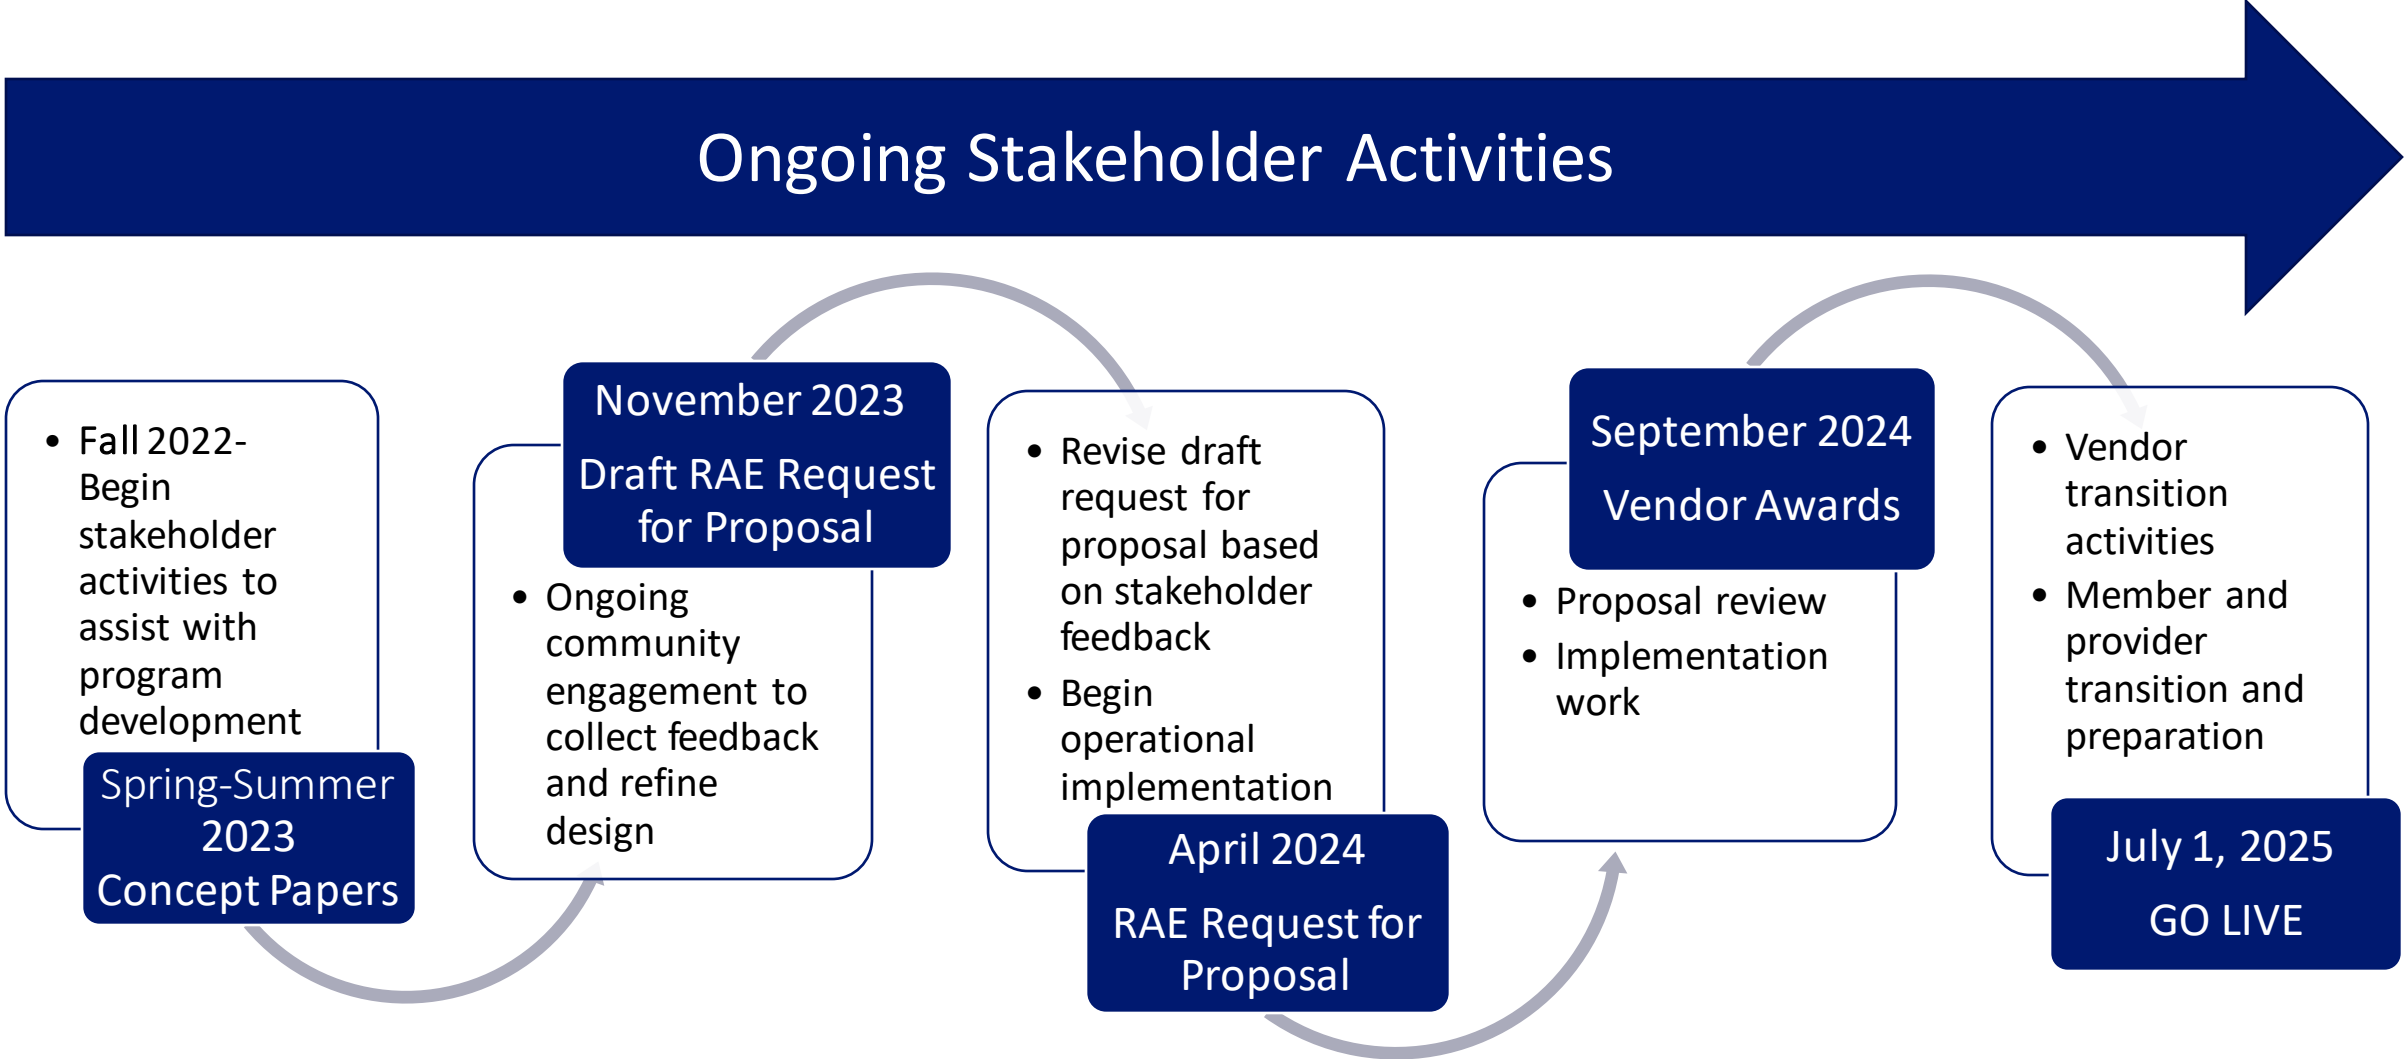 Ongoing Stakeholder Activities
• Fall 2022-
Begin
stakeholder
activities to
assist with
program
development
Spring-Summer
2023
Concept Papers
November 2023
Draft RAE Request
for Proposal
• Ongoing
community
engagement to
collect feedback
and refine
design
• Revise draft
request for
proposal based
on stakeholder
feedback
• Begin
operational
implementation
April 2024
RAE Request for
Proposal
September 2024
Vendor Awards
• Proposal review
• Implementation
work
• Vendor
transition
activities
• Member and
provider
transition and
preparation
July 1, 2025
GO LIVE